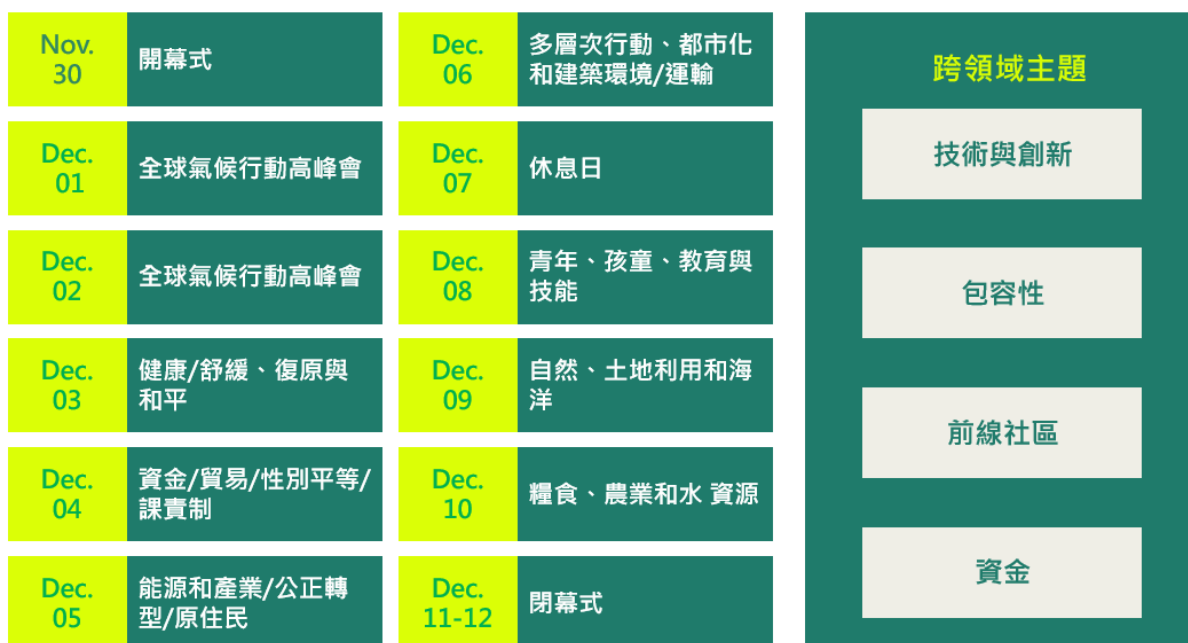 Nov.
30
開幕式
Dec.
01
全球氣候行動高峰會
Dec.
02
全球氣候行動高峰會
Dec.
03
健康/舒緩、復原與
和平
Dec.
04
資金/貿易/性別平等/
課責制
Dec.
05
能源和產業/公正轉
型/原住民
Dec.
06
多層次行動、都市化
和建築環境/運輸
Dec.
07
休息日
Dec.
08
青年、孩童、教育與
技能
Dec.
09
自然、土地利用和海
洋
Dec.
10
糧食、農業和水 資源
Dec.
11-12
閉幕式
跨領域主題
技術與創新
包容性
前線社區
資金